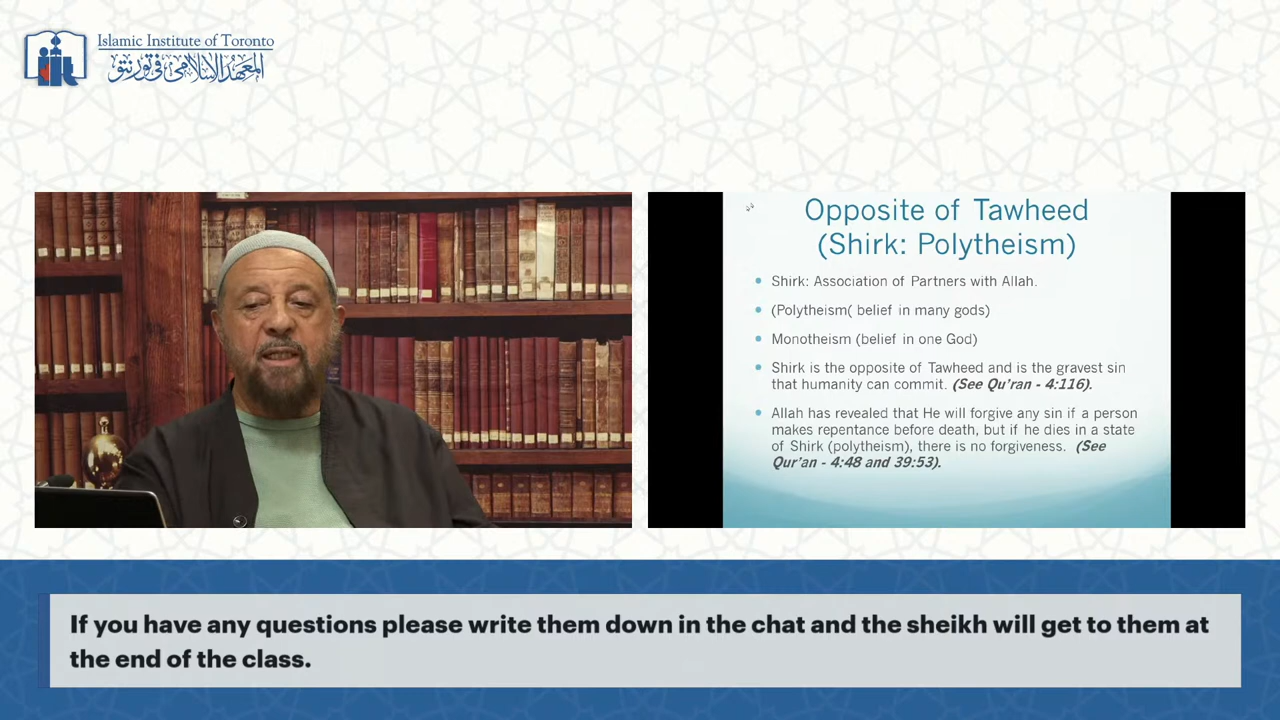 Islamic Institute of Toronto
المعهد الإسلامي في تورنتو
Opposite of Tawheed
(Shirk: Polytheism)
• Shirk: Association of Partners with Allah.
• (Polytheism( belief in many gods)
• Monotheism (belief in one God)
• Shirk is the opposite of Tawheed and is the gravest sin
that humanity can commit. (See Qu'ran - 4:116).
• Allah has revealed that He will forgive any sin if a person
makes repentance before death, but if he dies in a state
of Shirk (polytheism), there is no forgiveness. (See
Qur'an - 4:48 and 39:53).
If you have any questions please write them down in the chat and the sheikh will get to them at
the end of the class.